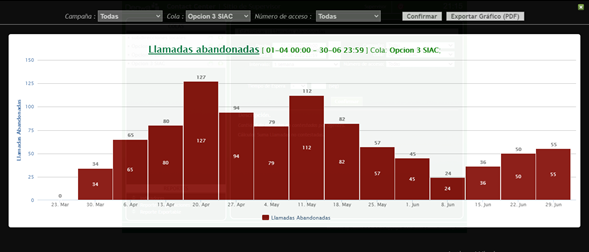 Campaña : Todas Cola : Opcion 3 SIAC Número de acceso : Todas Confirmar Exportar Gráfico (PDF)
Llamadas abandonadas [ 01-04 00:00 - 30-06 23:59 ] Cola: Opcion 3 SIAC;
Llamadas Abandonadas
150
125
100
75
50
25
0
0 34 65 80 127 94 79 112 82 57 45 24 36 50 55
34 65 80 127 94 79 112 82 57 45 24 36 50 55
23. Mar 30. Mar 6. Apr 13. Apr 20. Apr 27. Apr 4. May 11. May 18. May 25. May 1. Jun 8. Jun 15. Jun 22. Jun 29. Jun
Llamadas Abandonadas